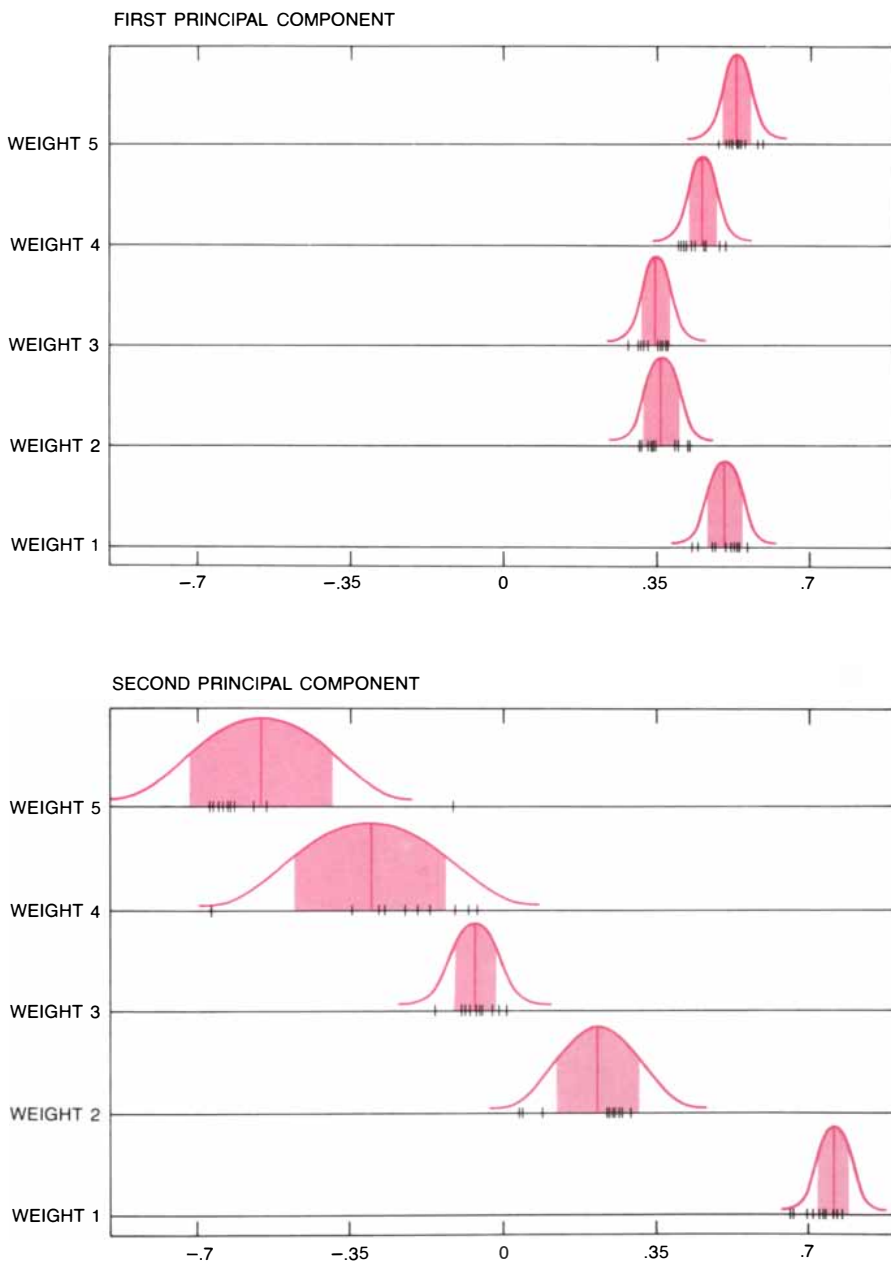 FIRST PRINCIPAL COMPONENT
WEIGHT 5
WEIGHT 4
WEIGHT 3
WEIGHT 2
WEIGHT 1
−.7 −.35 0 .35 .7
SECOND PRINCIPAL COMPONENT
WEIGHT 5
WEIGHT 4
WEIGHT 3
WEIGHT 2
WEIGHT 1
−.7 −.35 0 .35 .7